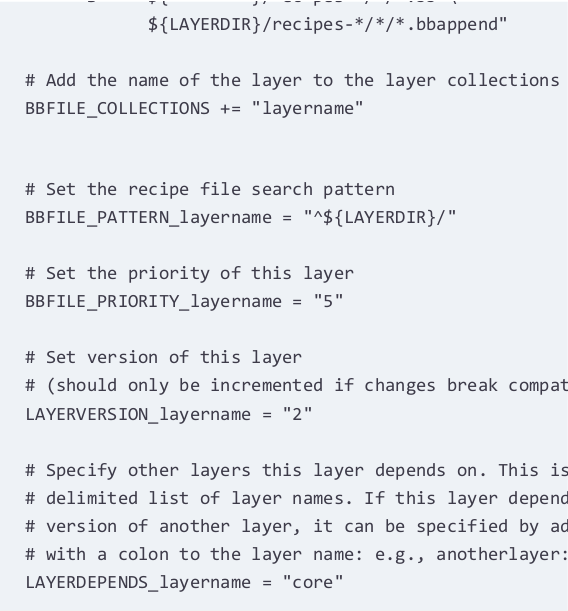 ${LAYERDIR}/recipes-*/*/*.bbappend"
# Add the name of the layer to the layer collections
BBFILE_COLLECTIONS += "layername"
# Set the recipe file search pattern
BBFILE_PATTERN_layername = "^${LAYERDIR}/"
# Set the priority of this layer
BBFILE_PRIORITY_layername = "5"
# Set version of this layer
# (should only be incremented if changes break compat
LAYERVERSION_layername = "2"
# Specify other layers this layer depends on. This is
# delimited list of layer names. If this layer depend
# version of another layer, it can be specified by ad
# with a colon to the layer name: e.g., anotherlayer:
LAYERDEPENDS_layername = "core"